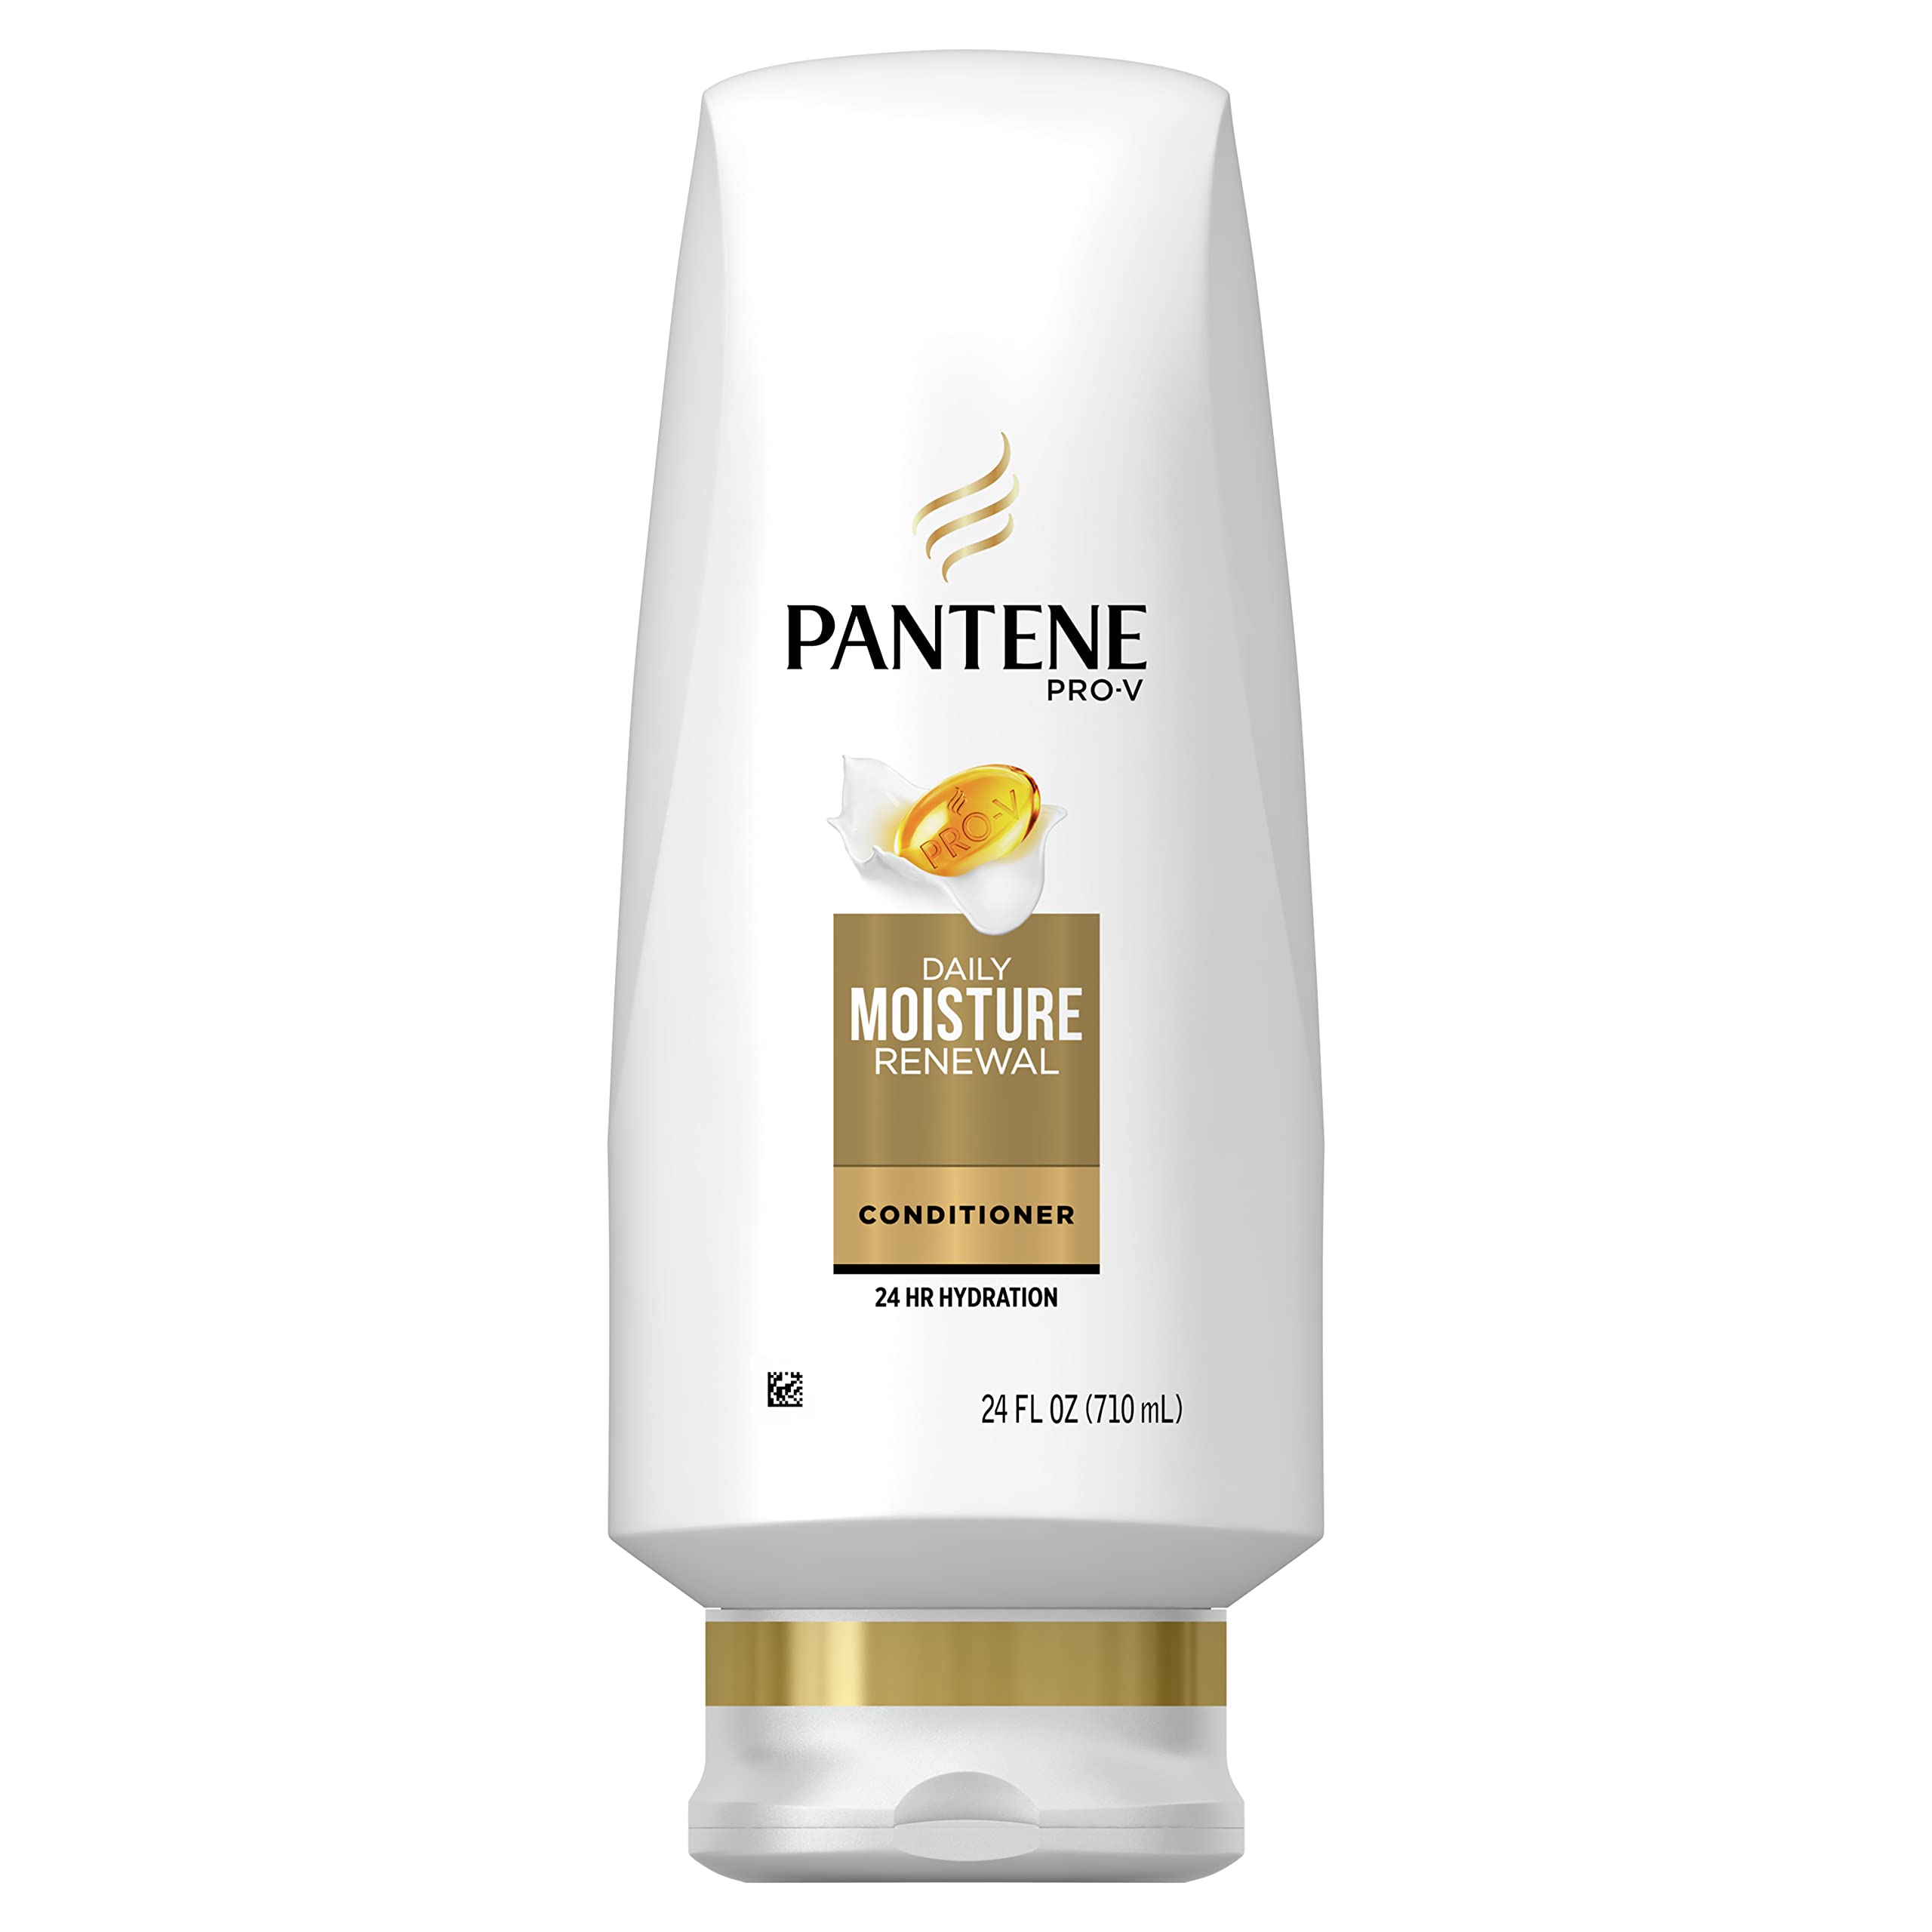 PANTENE
PRO-V
PRO-V
DAILY
MOISTURE
RENEWAL
CONDITIONER
24 HR HYDRATION
24 FL OZ (710 mL)